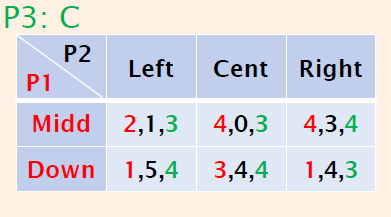 P3: C
P2
P1
Left Cent Right
Midd 2,1,3 4,0,3 4,3,4
Down 1,5,4 3,4,4 1,4,3